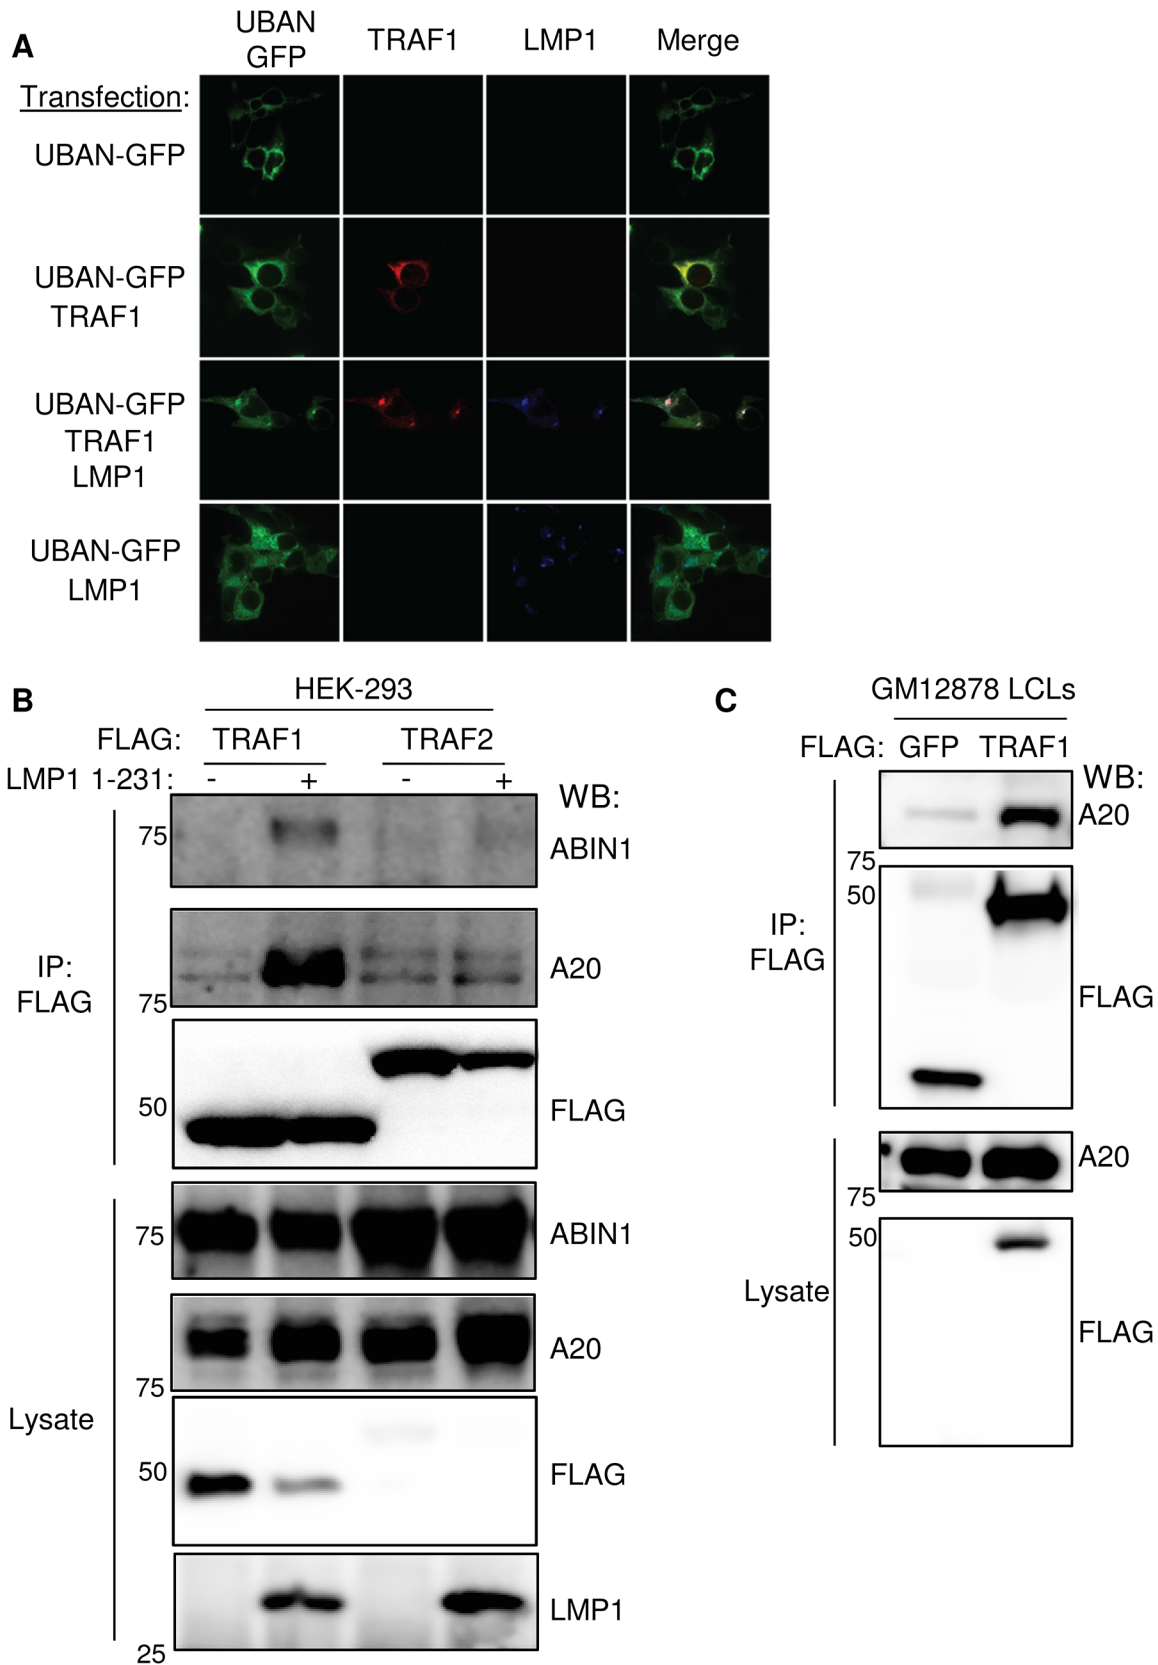 A
UBAN
GFP
TRAF1
LMP1
Merge
Transfection:
UBAN-GFP
UBAN-GFP
TRAF1
UBAN-GFP
TRAF1
LMP1
UBAN-GFP
LMP1
B
HEK-293
FLAG: TRAF1 TRAF2
LMP1 1-231: - + - +
WB:
75
ABIN1
IP:
FLAG
A20
75
50
FLAG
75
ABIN1
A20
75
Lysate
50
FLAG
LMP1
25
C
GM12878 LCLs
FLAG: GFP TRAF1
WB:
A20
75
50
IP:
FLAG
FLAG
A20
75
50
Lysate
FLAG